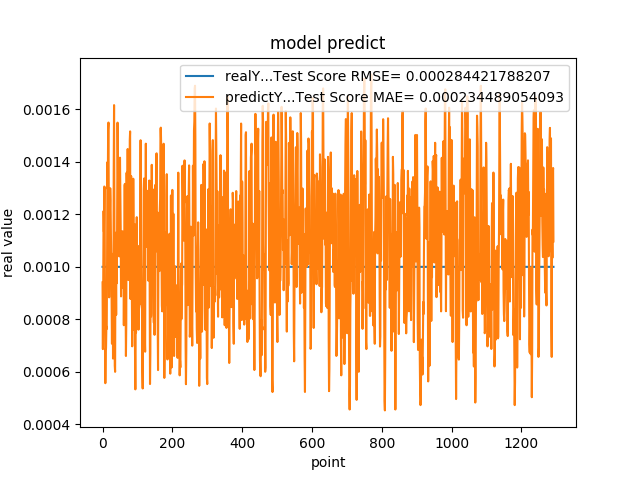 model predict
realY...Test Score RMSE= 0.000284421788207
predictY...Test Score MAE= 0.000234489054093
real value
0.0016
0.0014
0.0012
0.0010
0.0008
0.0006
0.0004
0 200 400 600 800 1000 1200
point